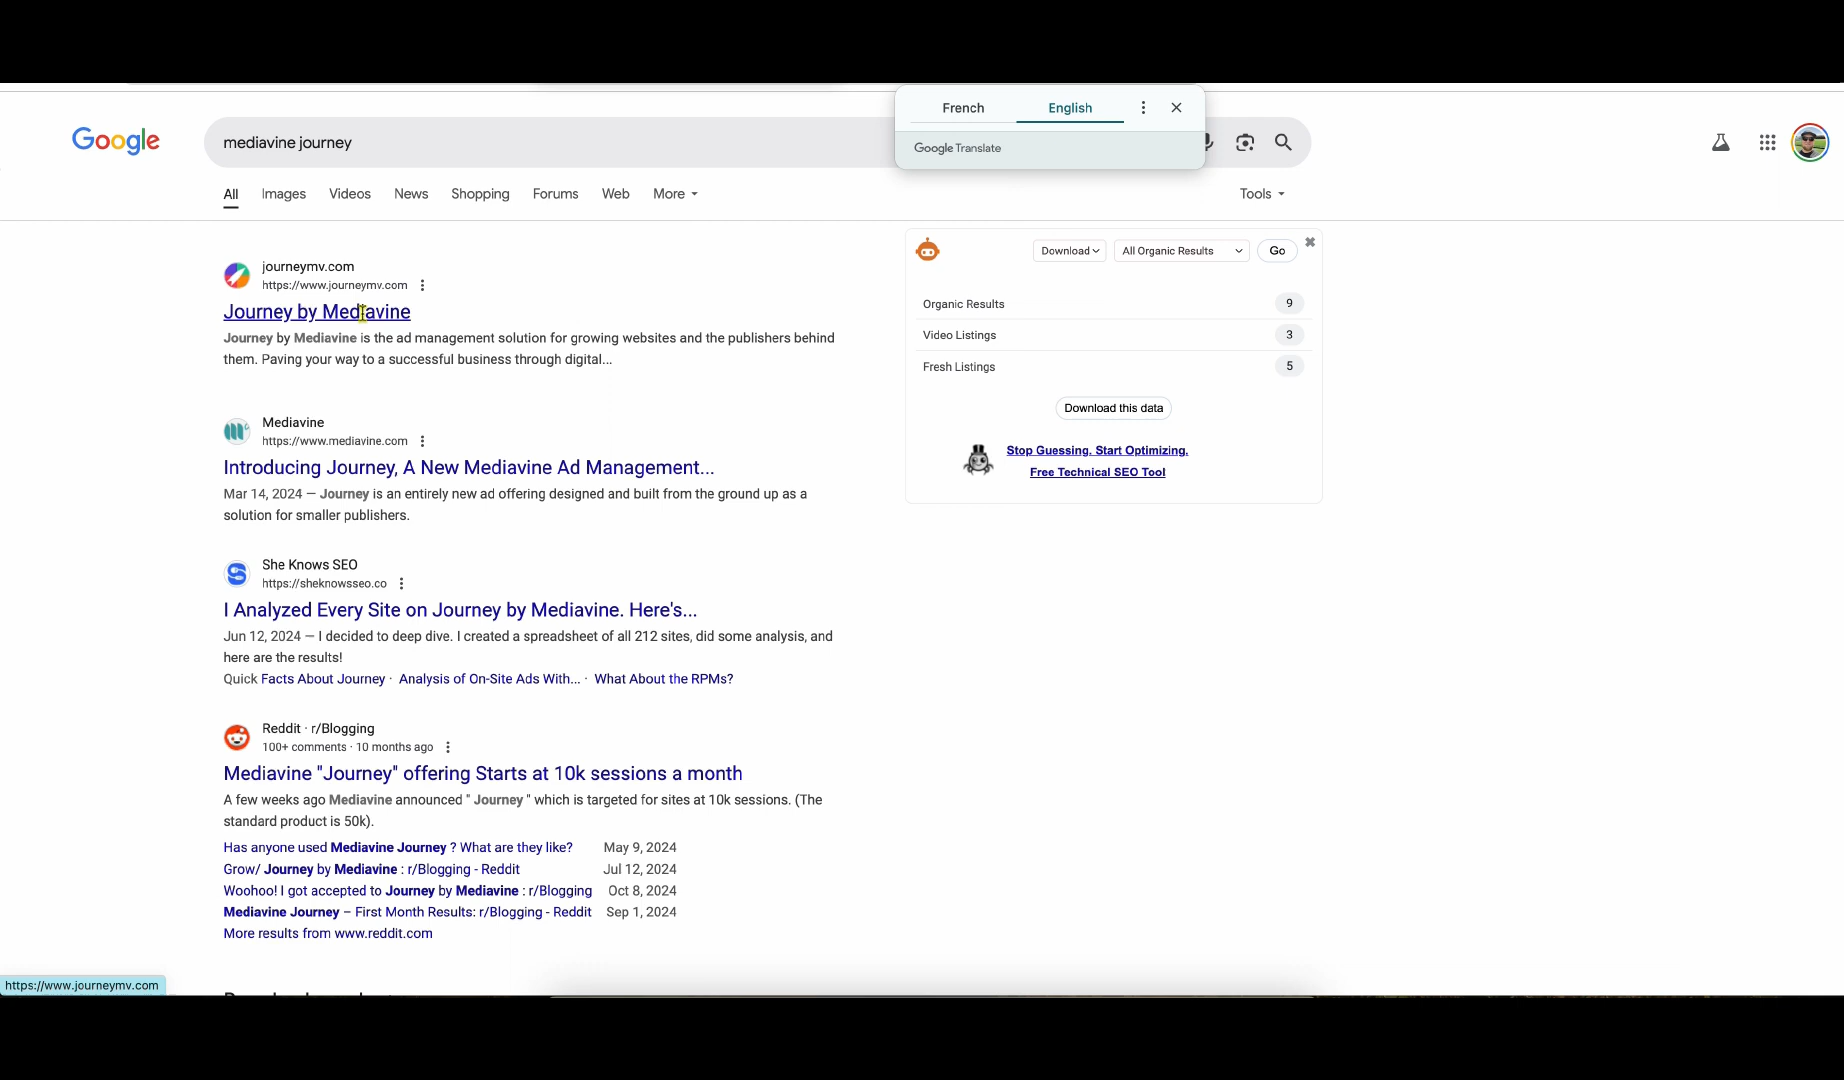 French
English
Google Translate
Google
mediavine journey
All
Images
Videos
News
Shopping
Forums
Web
More
Tools
journeymv.com
https://www.journeymv.com
Journey by Mediavine
Journey by Mediavine is the ad management solution for growing websites and the publishers behind
them. Paving your way to a successful business through digital...
Mediavine
https://www.mediavine.com
Introducing Journey, A New Mediavine Ad Management...
Mar 14, 2024 — Journey is an entirely new ad offering designed and built from the ground up as a
solution for smaller publishers.
She Knows SEO
https://sheknowsseo.co
I Analyzed Every Site on Journey by Mediavine. Here's...
Jun 12, 2024 — I decided to deep dive. I created a spreadsheet of all 212 sites, did some analysis, and
here are the results!
Quick Facts About Journey · Analysis of On-Site Ads With... · What About the RPMs?
Reddit · r/Blogging
100+ comments · 10 months ago
Mediavine "Journey" offering Starts at 10k sessions a month
A few weeks ago Mediavine announced " Journey " which is targeted for sites at 10k sessions. (The
standard product is 50k).
Has anyone used Mediavine Journey ? What are they like? May 9, 2024
Grow/ Journey by Mediavine : r/Blogging - Reddit Jul 12, 2024
Woohoo! I got accepted to Journey by Mediavine : r/Blogging Oct 8, 2024
Mediavine Journey – First Month Results: r/Blogging - Reddit Sep 1, 2024
More results from www.reddit.com
Download
All Organic Results
Go
Organic Results 9
Video Listings 3
Fresh Listings 5
Download this data
Stop Guessing. Start Optimizing.
Free Technical SEO Tool
https://www.journeymv.com